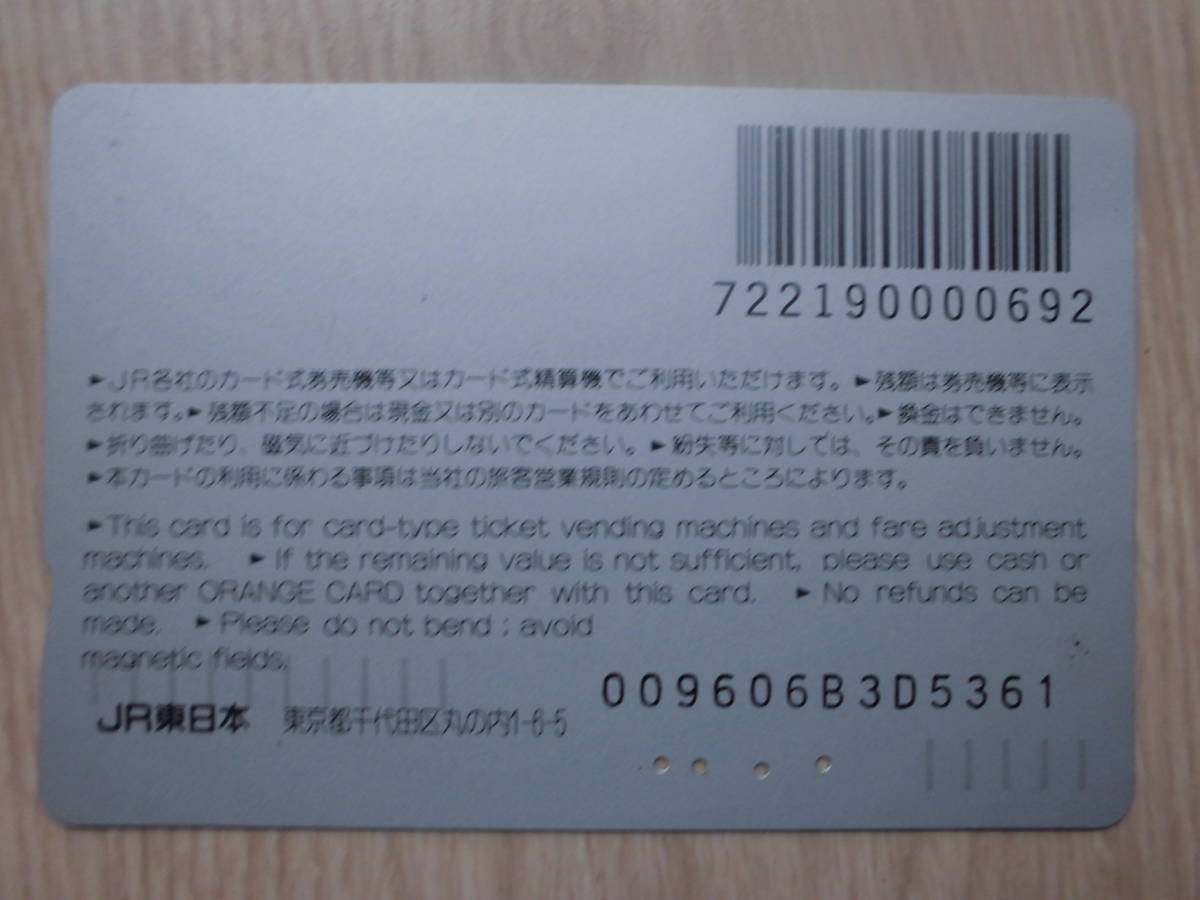 722190000692
►JR各社のカード式券売機等又はカード式精算機でご利用いただけます。►残額は券売機等に表示
されます。►残額不足の場合は現金又は別のカードをあわせてご利用ください。►換金はできません。
►折り曲げたり、磁気に近づけたりしないでください。►紛失等に対しては、その責を負いません。
►本カードの利用に係わる事項は当社の旅客営業規則の定めるところによります。
►This card is for card-type ticket vending machines and fare adjustment
machines. ►If the remaining value is not sufficient, please use cash or
another ORANGE CARD together with this card. ►No refunds can be
made. ►Please do not bend ; avoid
magnetic fields.
009606B3D5361
JR東日本 東京都千代田区丸の内1-6-5